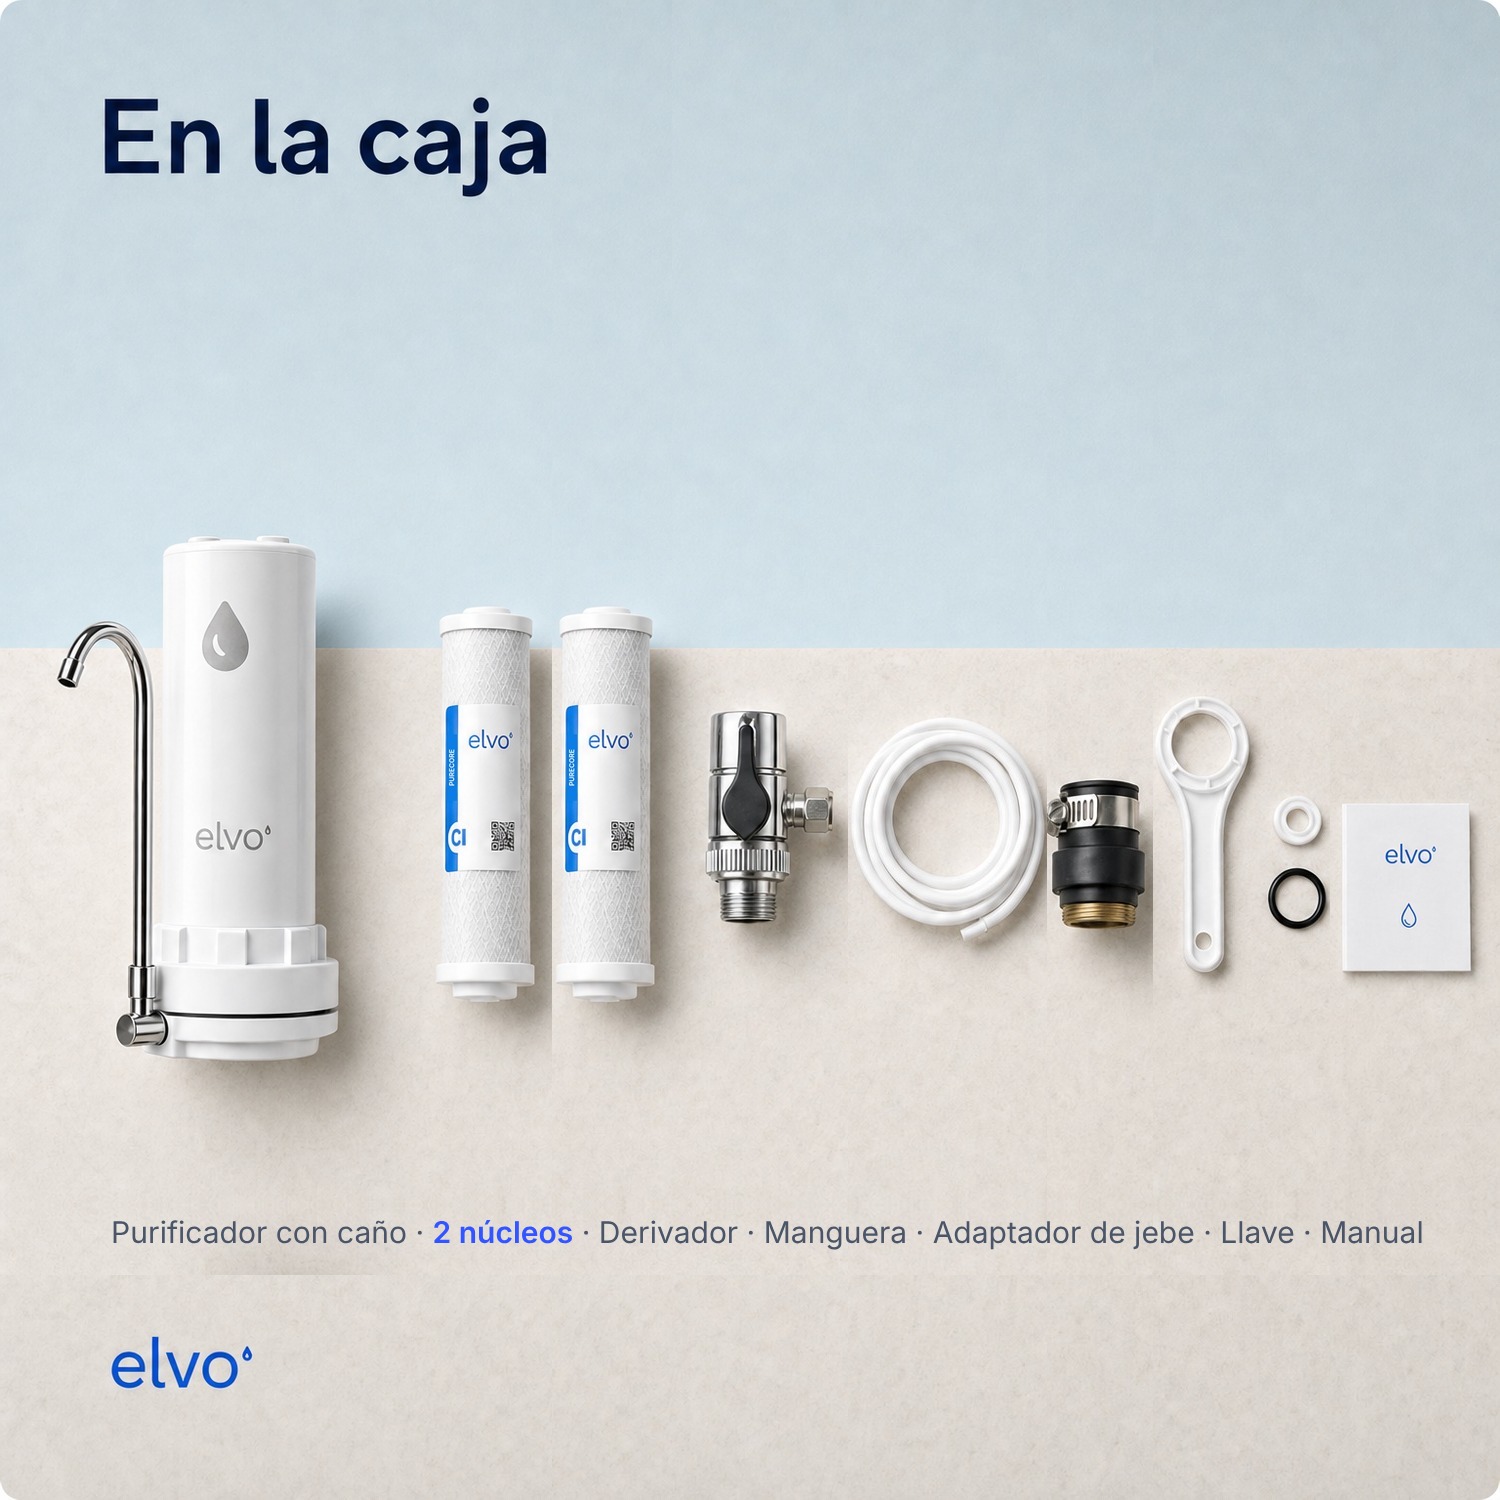 En la caja
elvo
elvo
PURECORE
CI
elvo
PURECORE
CI
elvo
Purificador con caño · 2 núcleos · Derivador · Manguera · Adaptador de jebe · Llave · Manual
elvo